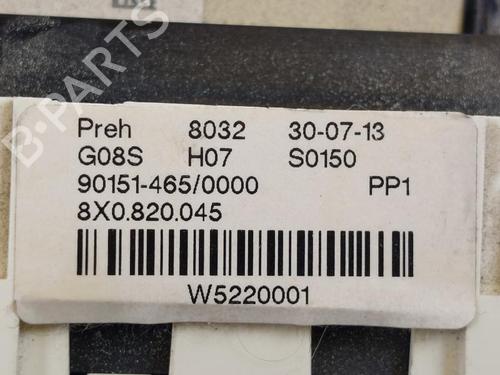 Preh 8032 30-07-13
G08S H07 S0150
90151-465/0000 PP1
8X0.820.045
W5220001
B-PARTS